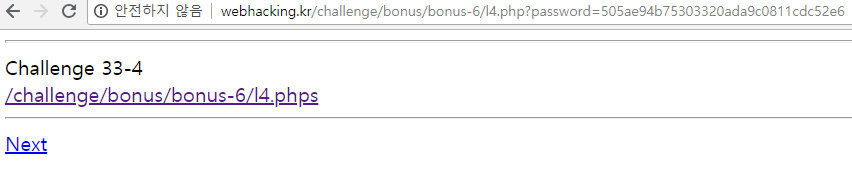 안전하지 않음 | webhacking.kr/challenge/bonus/bonus-6/l4.php?password=505ae94b75303320ada9c0811cdc52e6
Challenge 33-4
/challenge/bonus/bonus-6/l4.phps
Next